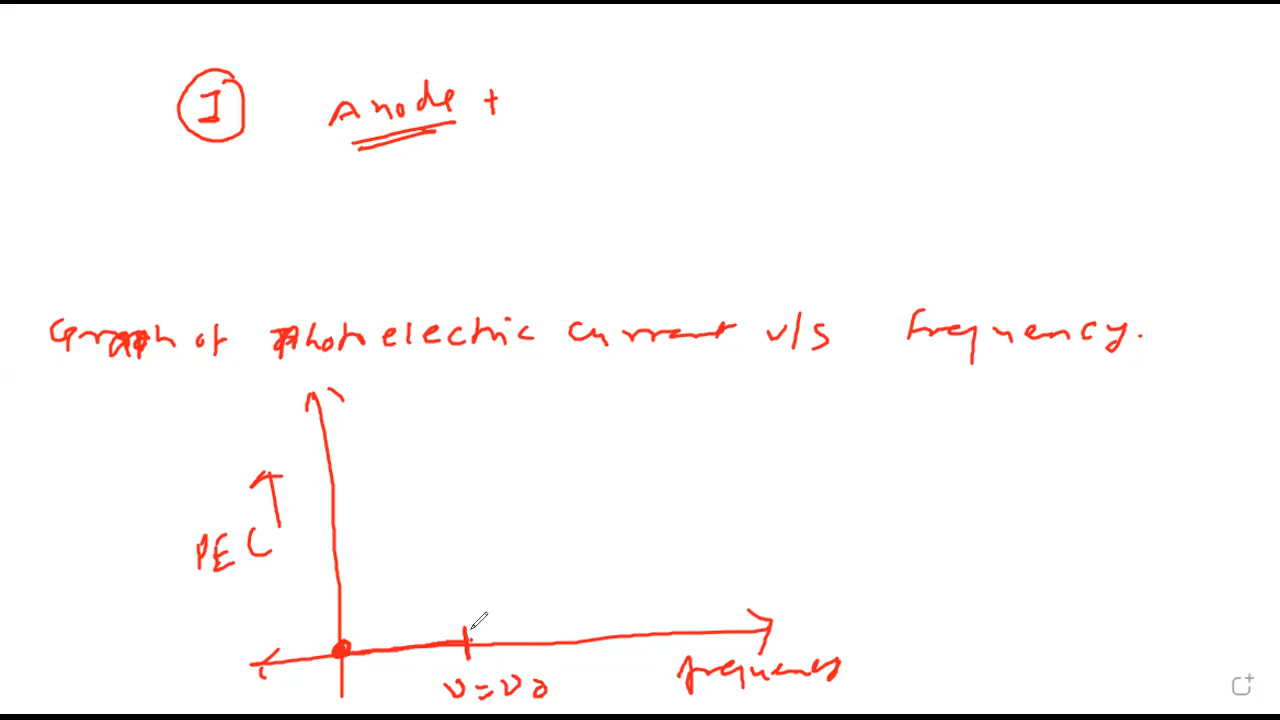 I Anode +
Graph of Photoelectric current v/s frequency.
PEC
ν = ν0
frequency